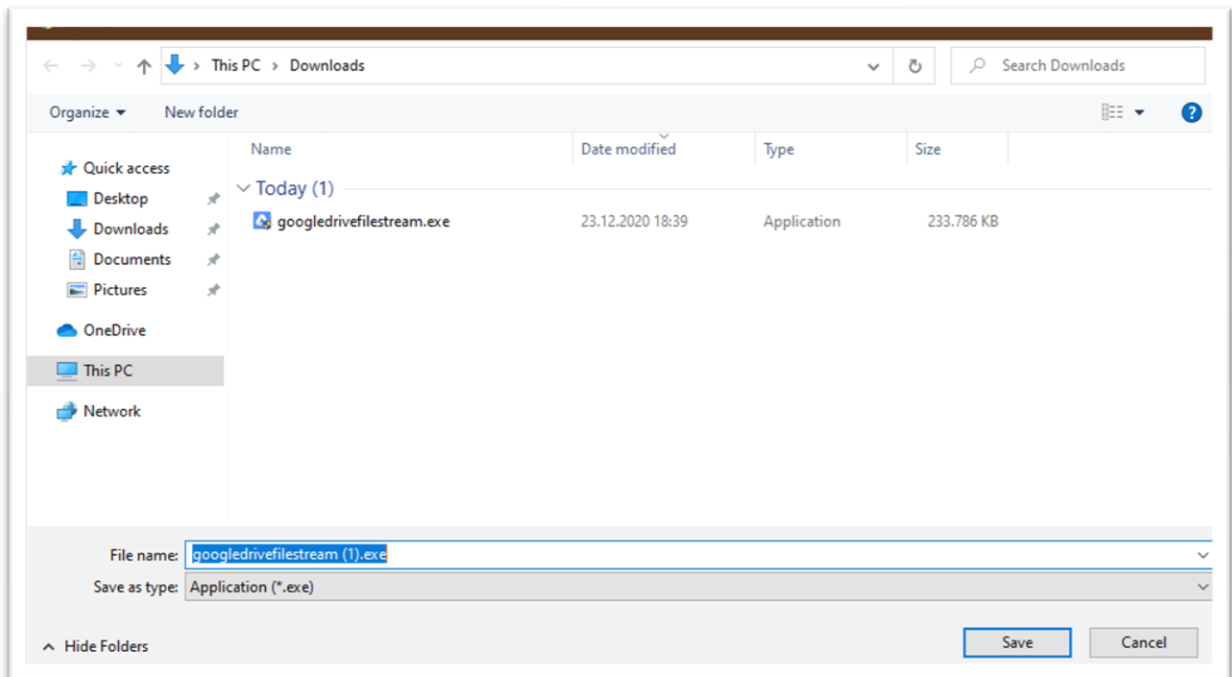 This PC > Downloads
Search Downloads
Organize
New folder
?
Name Date modified Type Size
Quick access
Today (1)
Desktop
googledrivefilestream.exe 23.12.2020 18:39 Application 233.786 KB
Downloads
Documents
Pictures
OneDrive
This PC
Network
File name: googledrivefilestream (1).exe
Save as type: Application (*.exe)
Hide Folders
Save
Cancel